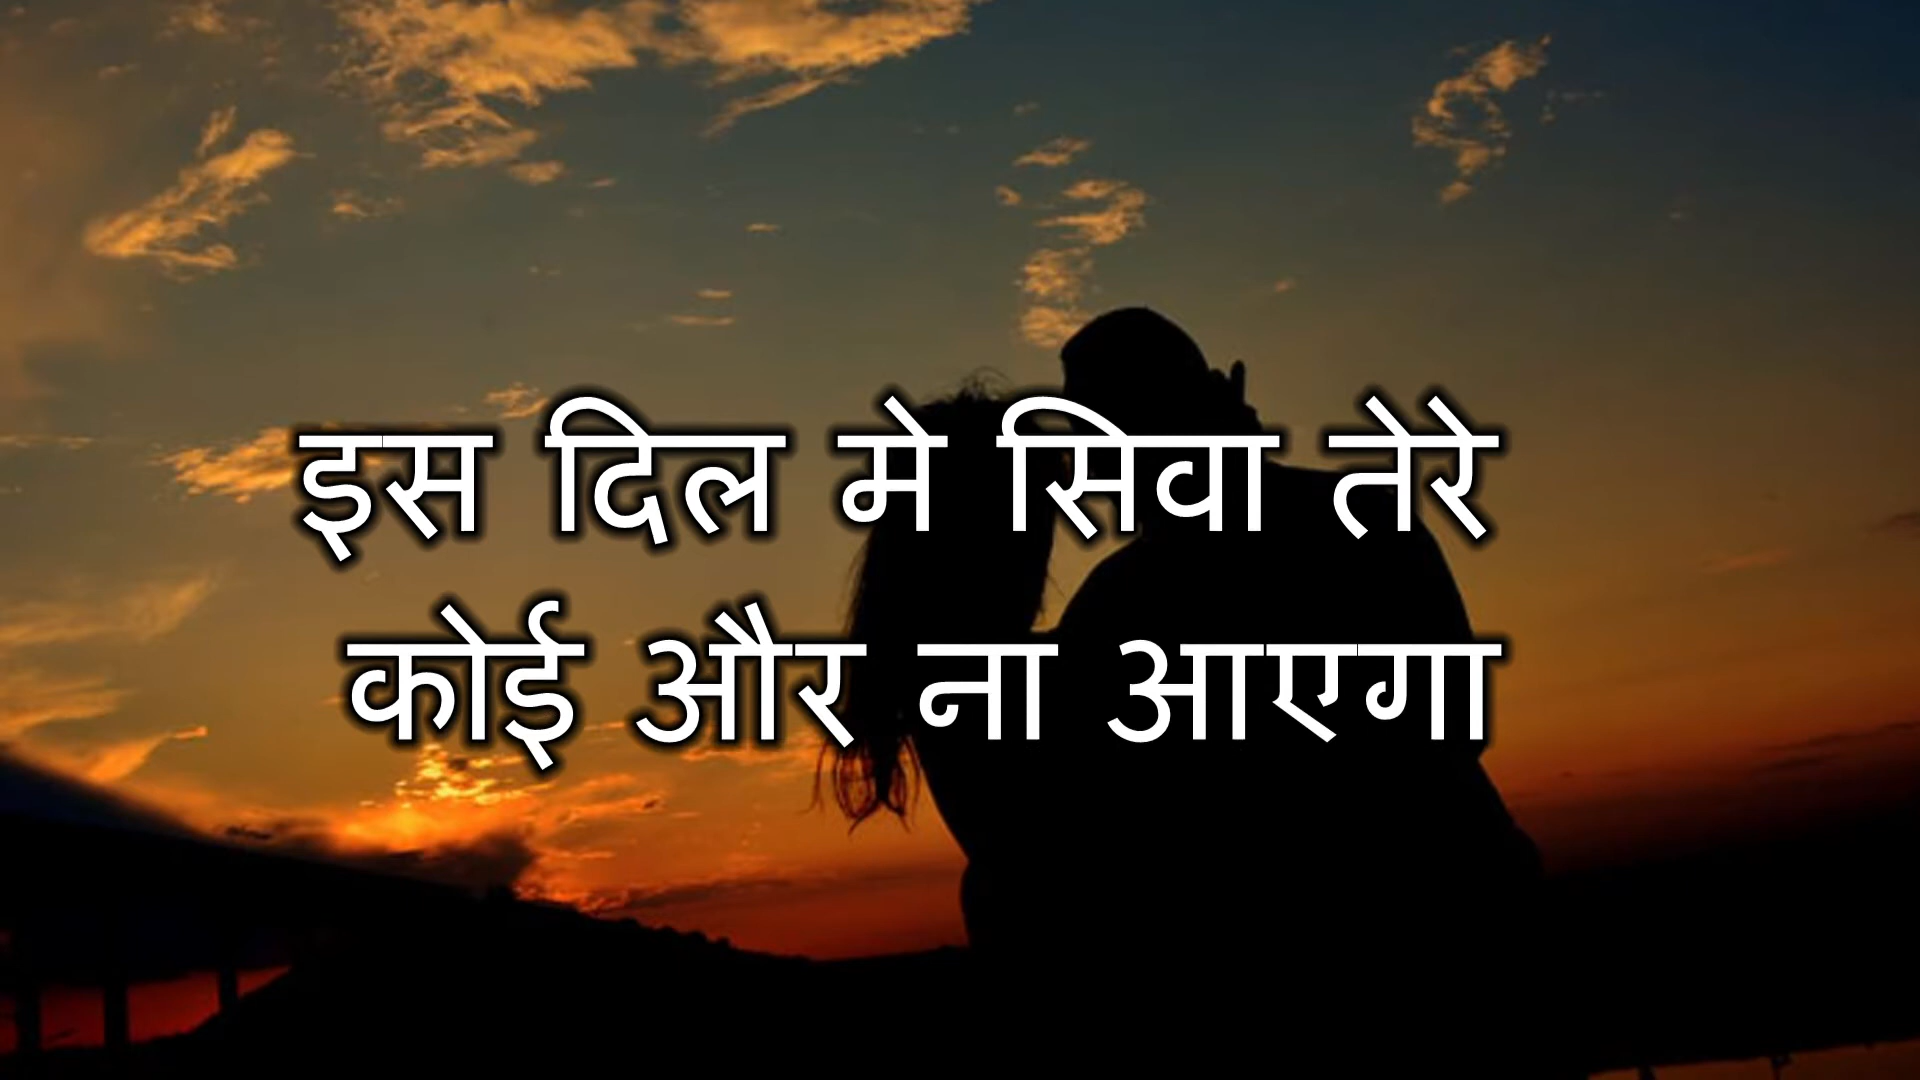 इस दिल मे सिवा तेरे
कोई और ना आएगा